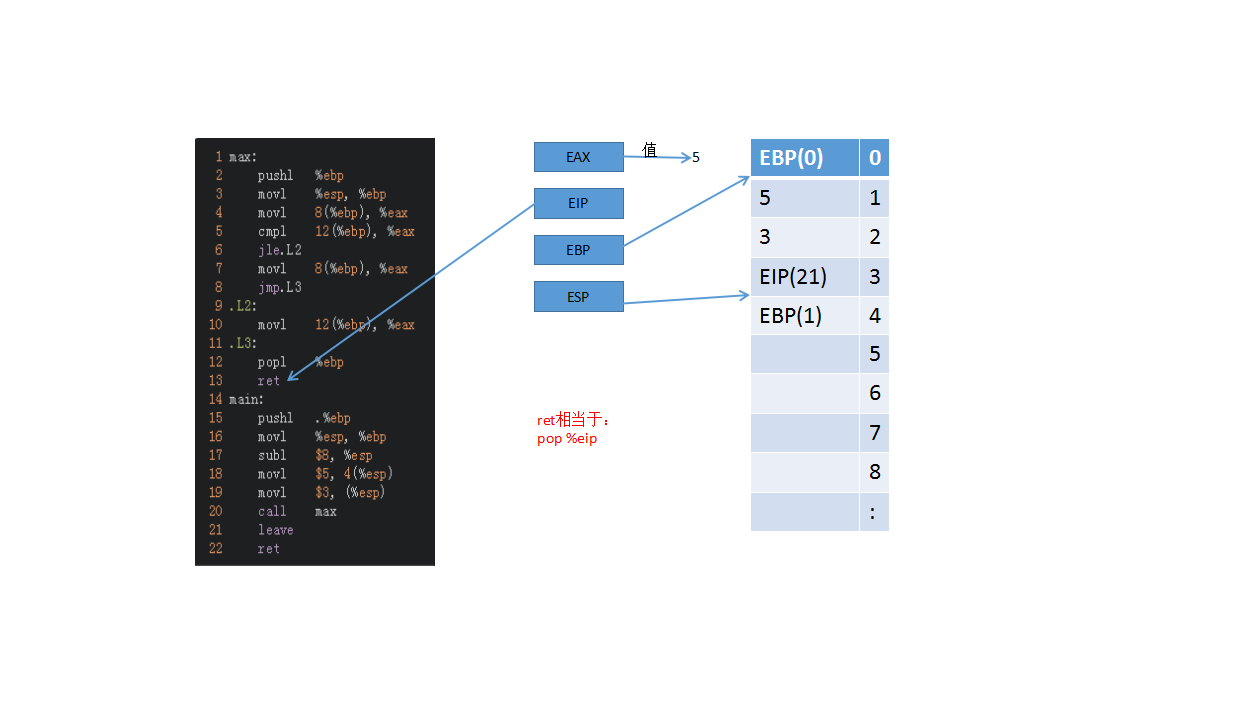 1 max:
2 pushl %ebp
3 movl %esp, %ebp
4 movl 8(%ebp), %eax
5 cmpl 12(%ebp), %eax
6 jle.L2
7 movl 8(%ebp), %eax
8 jmp.L3
9 .L2:
10 movl 12(%ebp), %eax
11 .L3:
12 popl %ebp
13 ret
14 main:
15 pushl .%ebp
16 movl %esp, %ebp
17 subl $8, %esp
18 movl $5, 4(%esp)
19 movl $3, (%esp)
20 call max
21 leave
22 ret
EAX
值
5
EIP
EBP
ESP
ret相当于：
pop %eip
EBP(0) 0
5 1
3 2
EIP(21) 3
EBP(1) 4
5
6
7
8
: